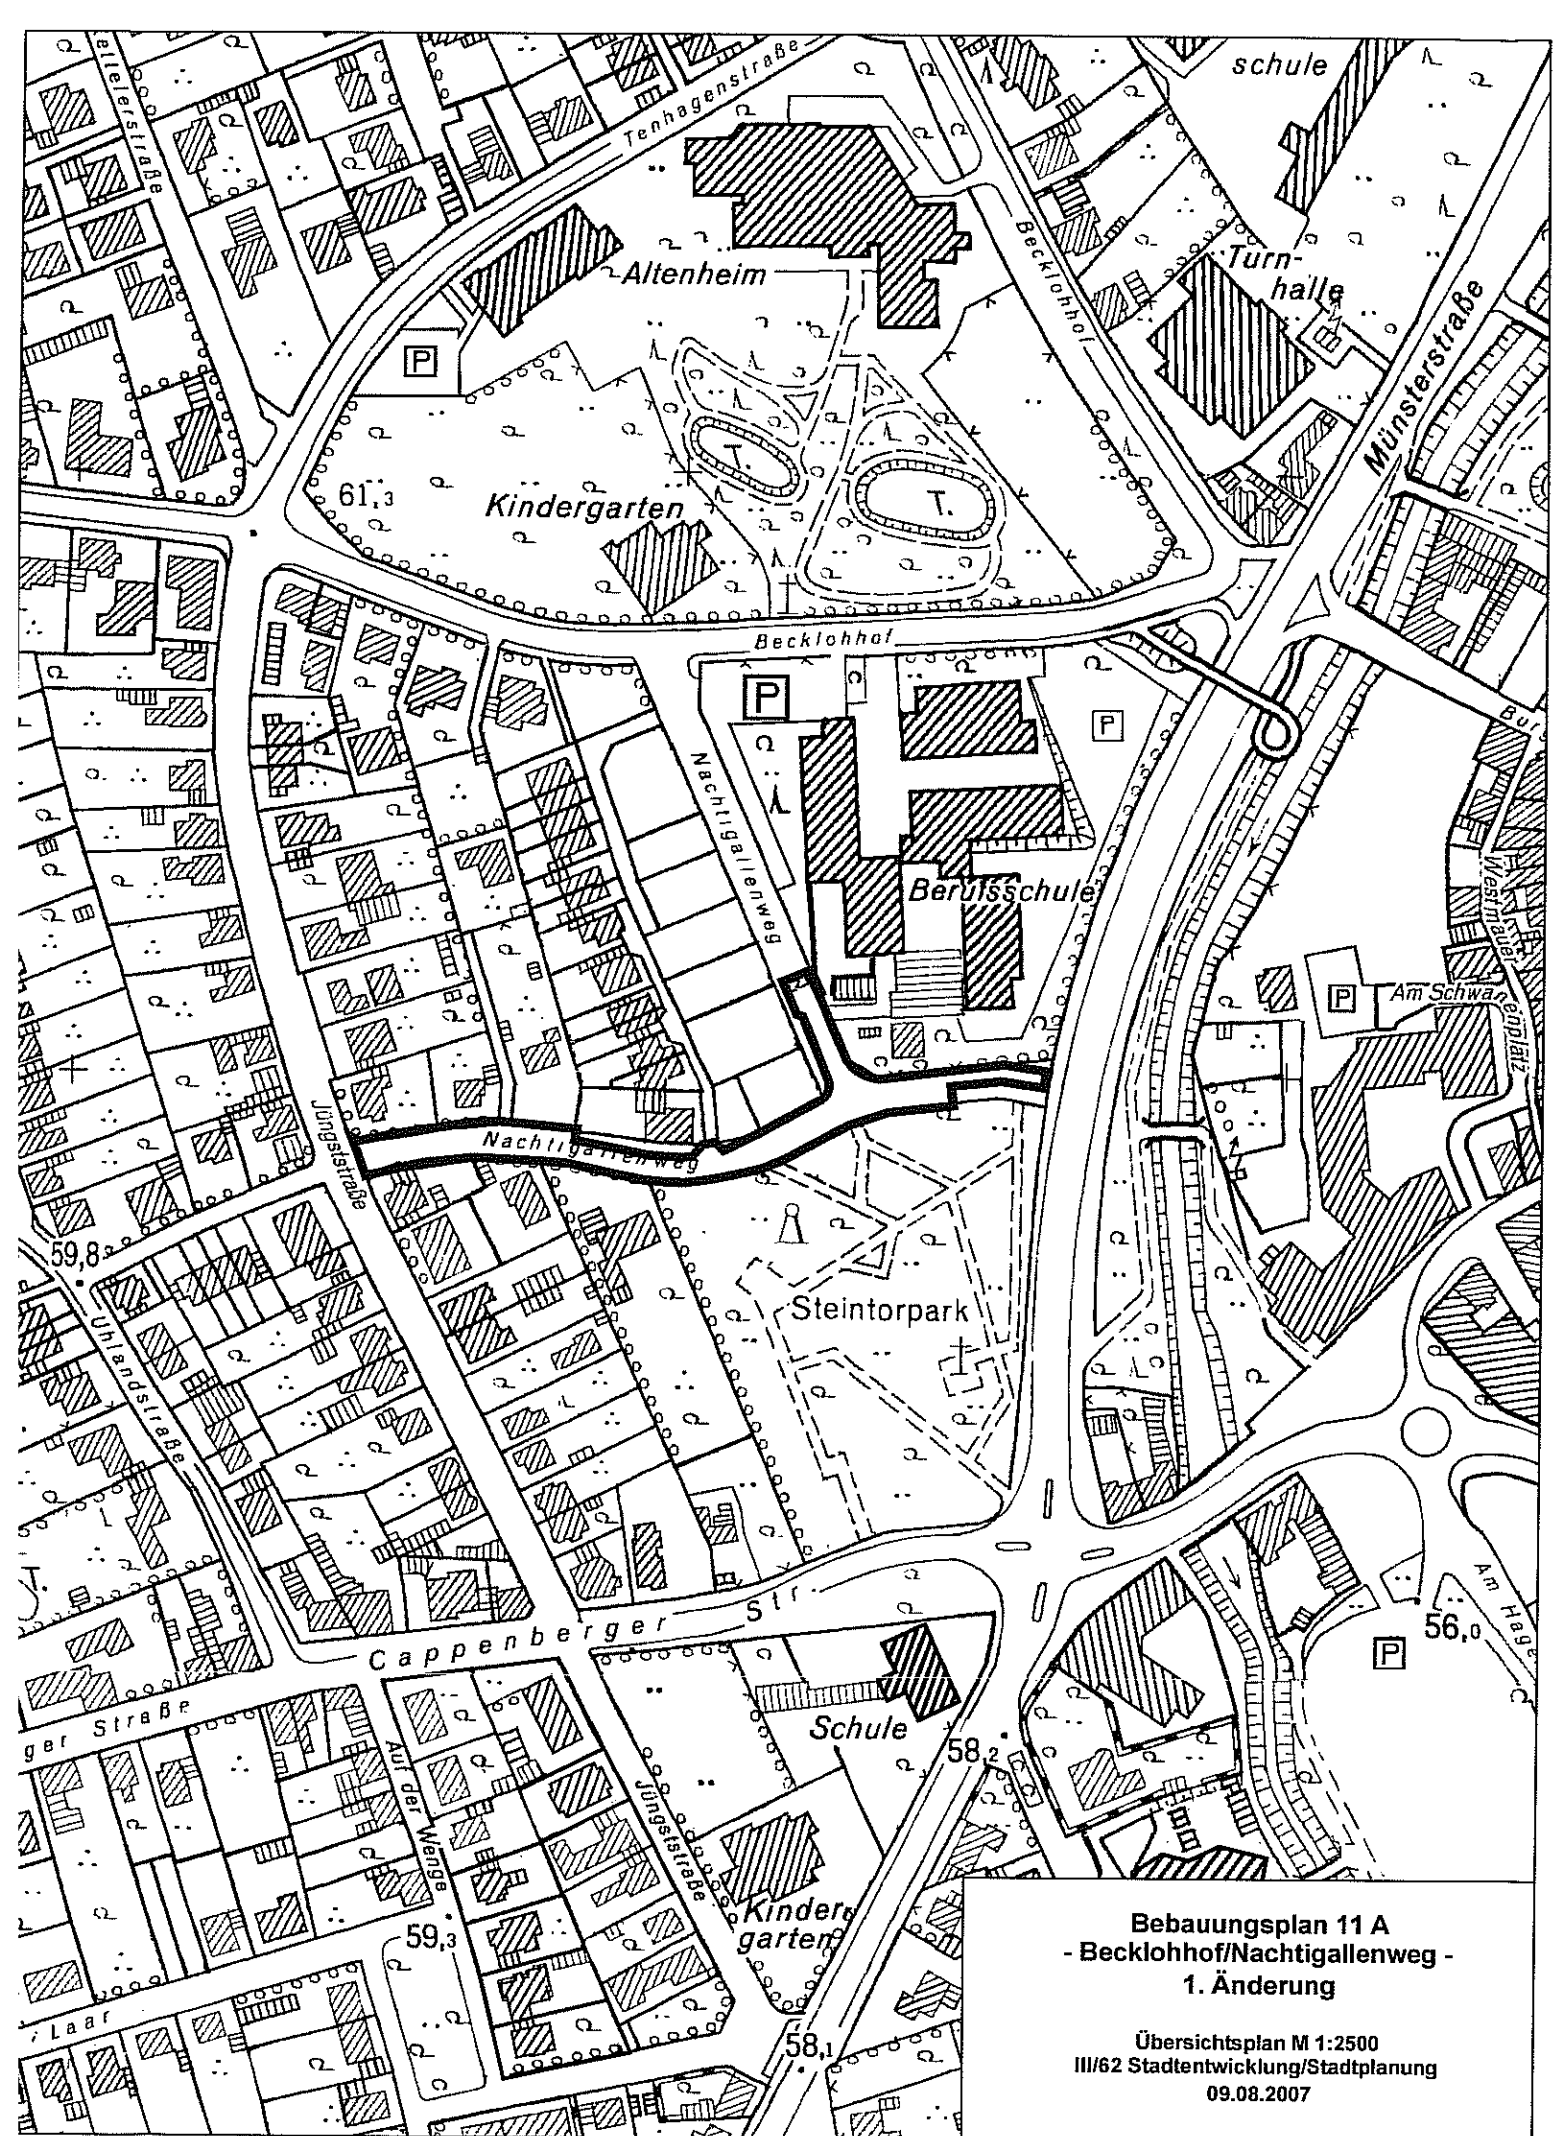 schule
Tenhagenstraße
Turn-
halle
Altenheim
Becklohhof
Münsterstraße
P
T.
T.
61,3
Kindergarten
Becklohhof
P
P
Nachtigallenweg
Berufsschule
Westmauer
P
Am Schwanenplatz
Jüngststraße
Nachtigallenweg
59,8
Steintorpark
Uhlandstraße
T.
Am Hage
Cappenberger Str
56,0
P
ger Straße
Schule
58,2
Auf der Wenge
Jüngststraße
Kinder
garten
59,3
Laar
58,1
Bebauungsplan 11 A
- Becklohhof/Nachtigallenweg -
1. Änderung
Übersichtsplan M 1:2500
III/62 Stadtentwicklung/Stadtplanung
09.08.2007